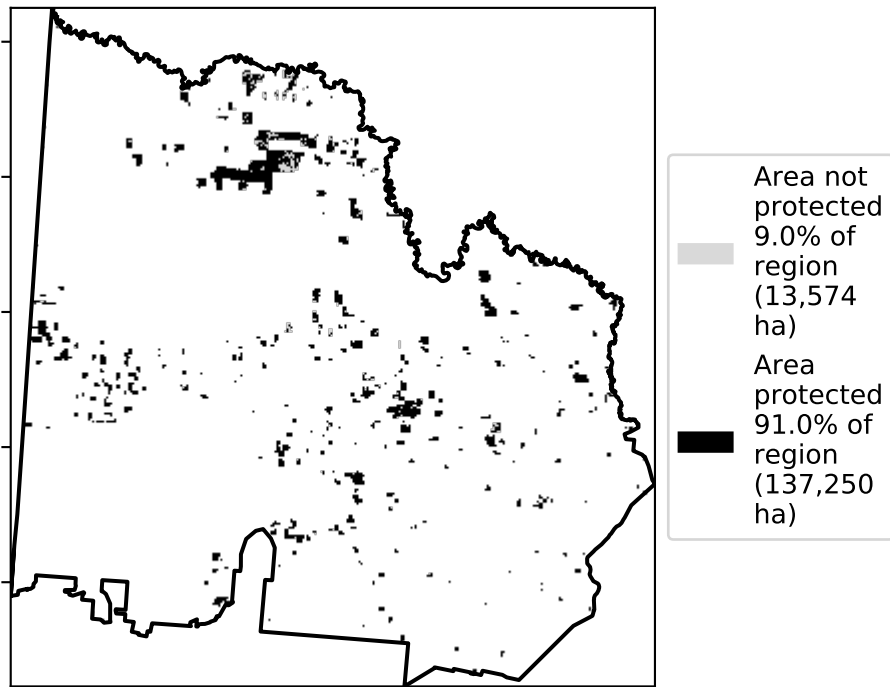 Area not
protected
9.0% of
region
(13,574
ha)
Area
protected
91.0% of
region
(137,250
ha)